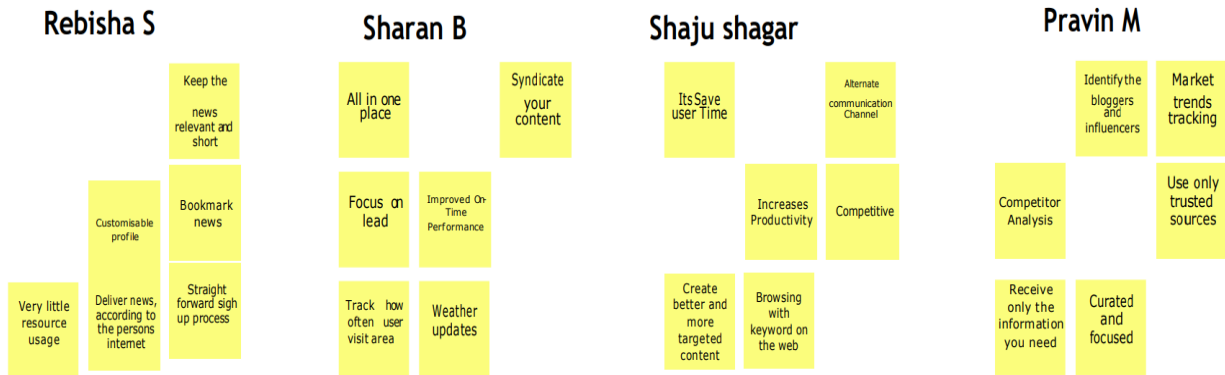 Rebisha S
Keep the
news
relevant and
short
Customisable
profile
Bookmark
news
Very little
resource
usage
Deliver news,
according to
the persons
internet
Straight
forward sigh
up process
Sharan B
All in one
place
Syndicate
your
content
Focus on
lead
Improved On-
Time
Performance
Track how
often user
visit area
Weather
updates
Shaju shagar
Its Save
user Time
Alternate
communication
Channel
Increases
Productivity
Competitive
Create
better and
more
targeted
content
Browsing
with
keyword on
the web
Pravin M
Identify the
bloggers
and
influencers
Market
trends
tracking
Competitor
Analysis
Use only
trusted
sources
Receive
only the
information
you need
Curated
and
focused